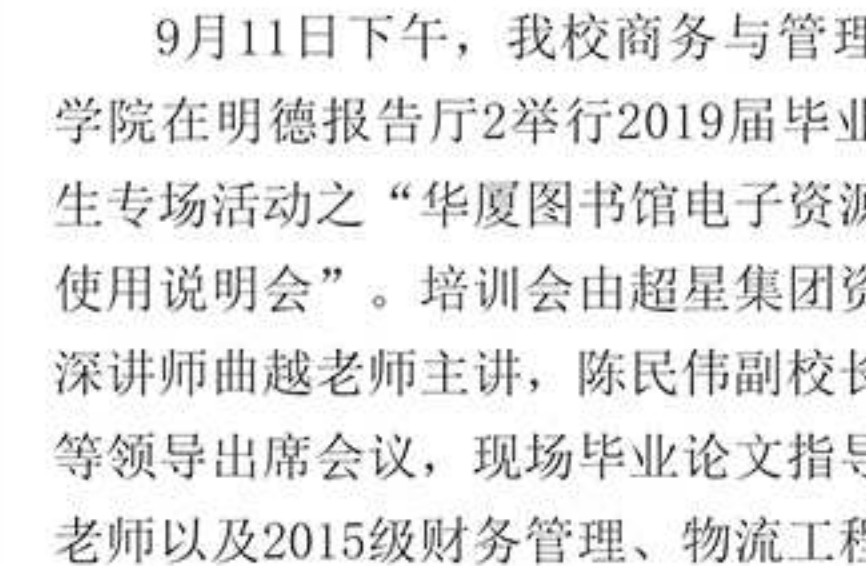 9月11日下午，我校商务与管理
学院在明德报告厅2举行2019届毕业
生专场活动之“华厦图书馆电子资源
使用说明会”。培训会由超星集团资
深讲师曲越老师主讲，陈民伟副校长
等领导出席会议，现场毕业论文指导
老师以及2015级财务管理、物流工程